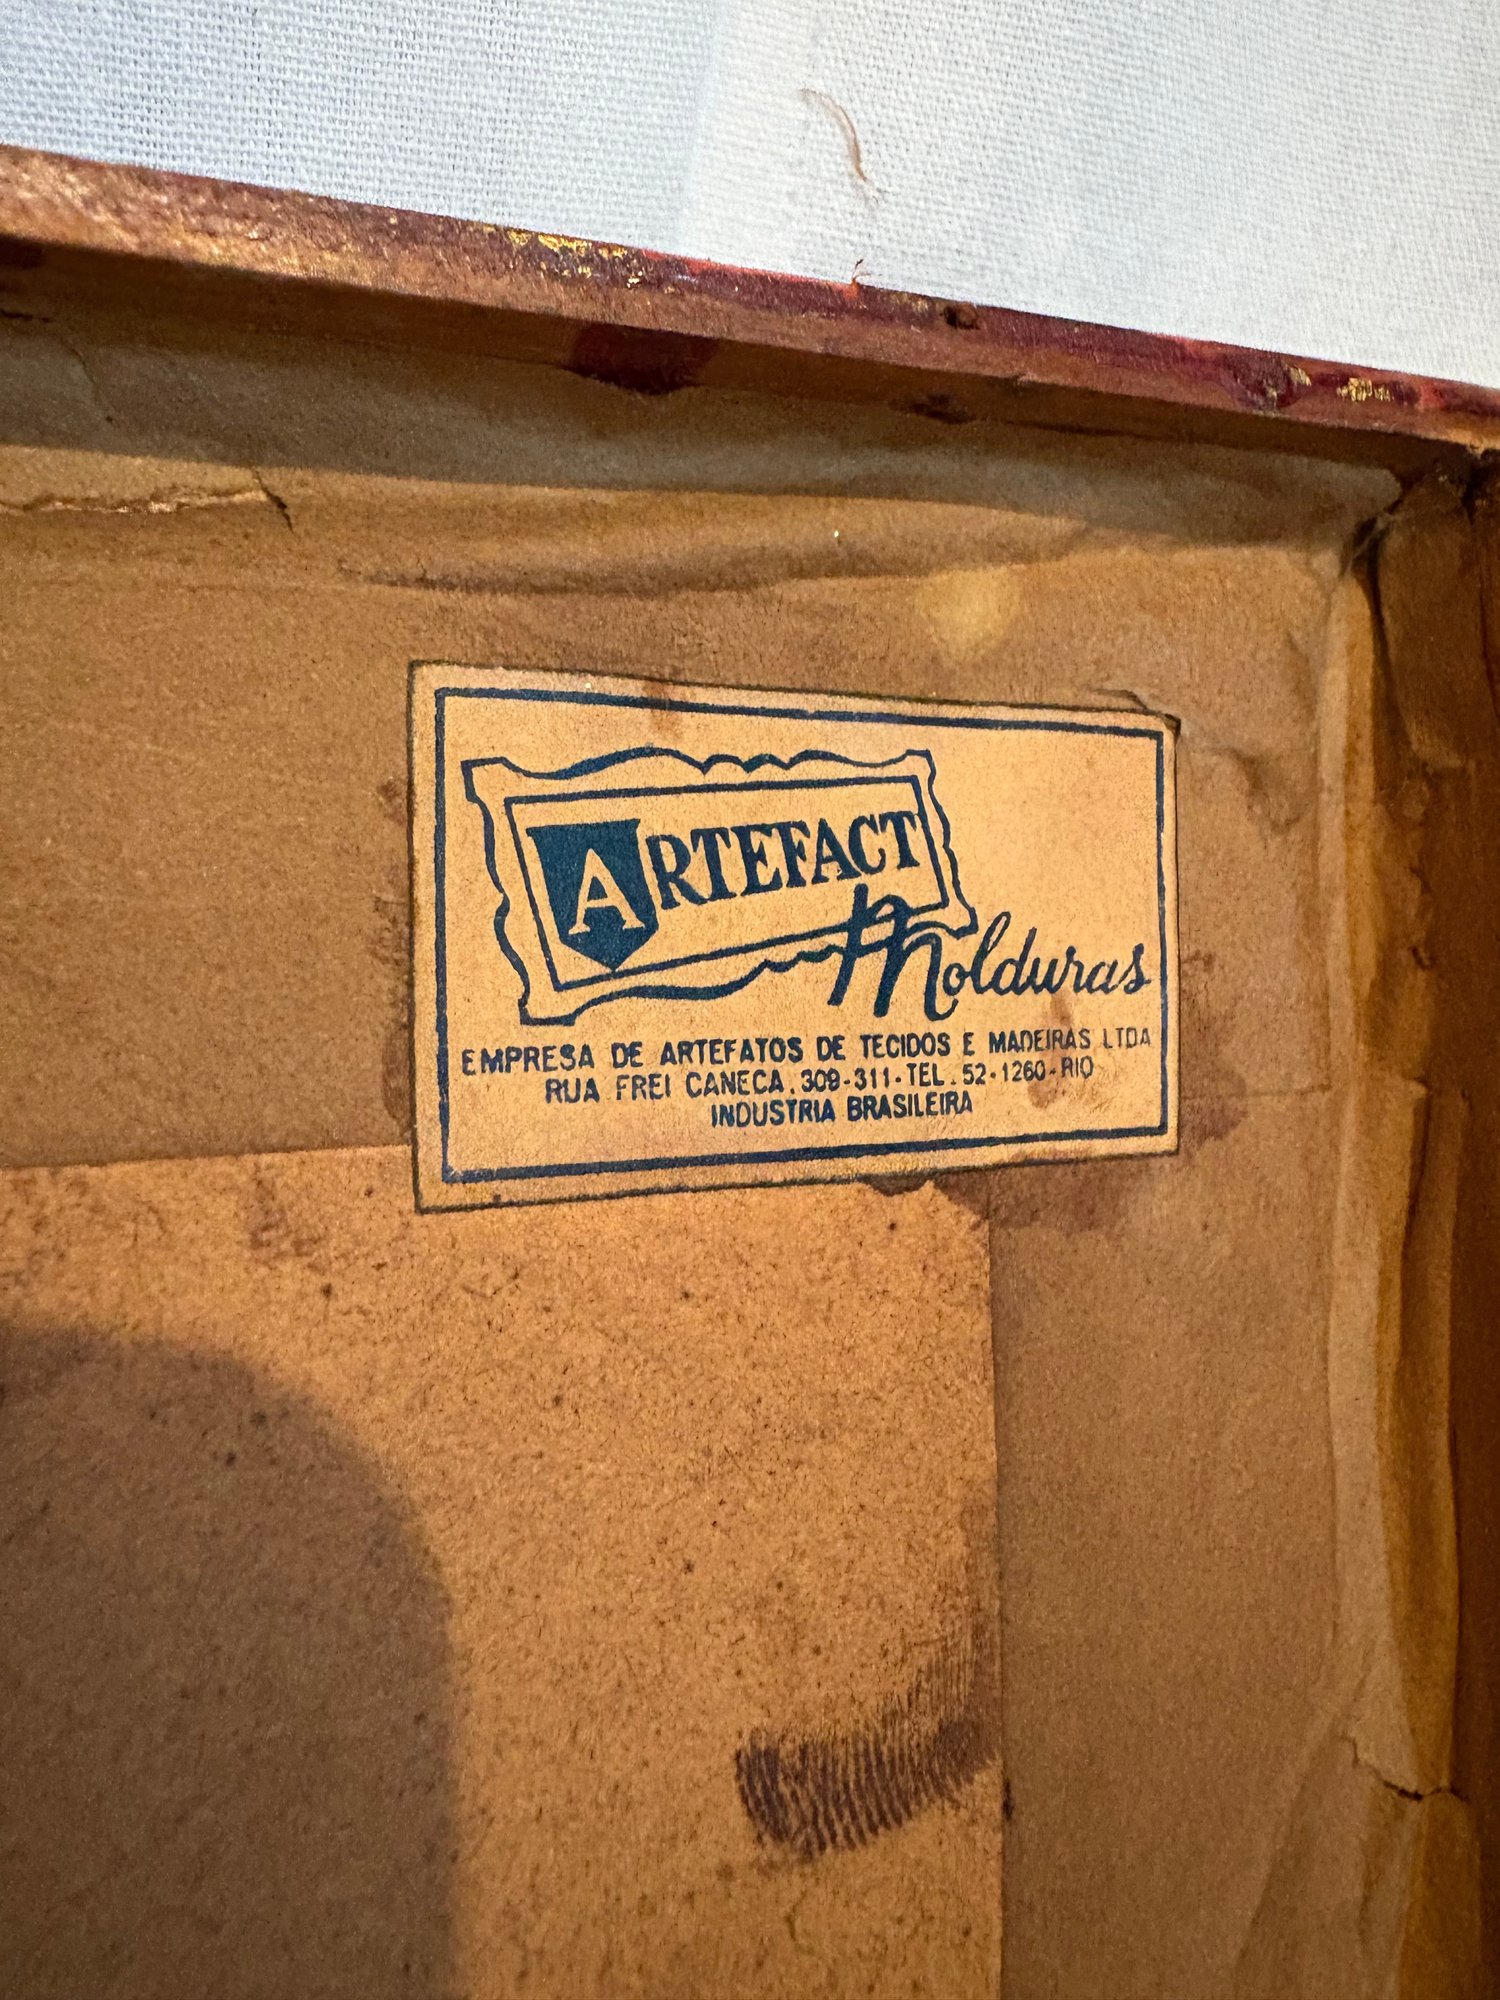 ARTEFACT
Molduras
EMPRESA DE ARTEFATOS DE TECIDOS E MADEIRAS LTDA
RUA FREI CANECA. 309-311-TEL. 52-1260-RIO
INDUSTRIA BRASILEIRA